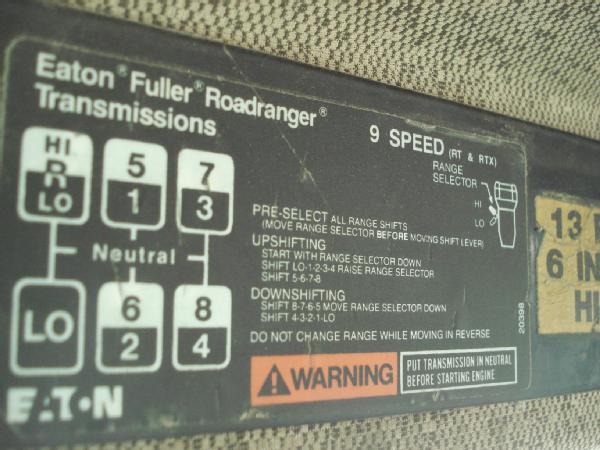 Eaton® Fuller® Roadranger®
Transmissions
9 SPEED (RT & RTX)
RANGE
SELECTOR
HI
LO
HI
R
LO
5
1
7
3
Neutral
LO
6
2
8
4
PRE-SELECT ALL RANGE SHIFTS
(MOVE RANGE SELECTOR BEFORE MOVING SHIFT LEVER)
UPSHIFTING
START WITH RANGE SELECTOR DOWN
SHIFT LO-1-2-3-4 RAISE RANGE SELECTOR
SHIFT 5-6-7-8
DOWNSHIFTING
SHIFT 8-7-6-5 MOVE RANGE SELECTOR DOWN
SHIFT 4-3-2-1-LO
DO NOT CHANGE RANGE WHILE MOVING IN REVERSE
WARNING
PUT TRANSMISSION IN NEUTRAL
BEFORE STARTING ENGINE
EATON
20398
13
6 IN
HI